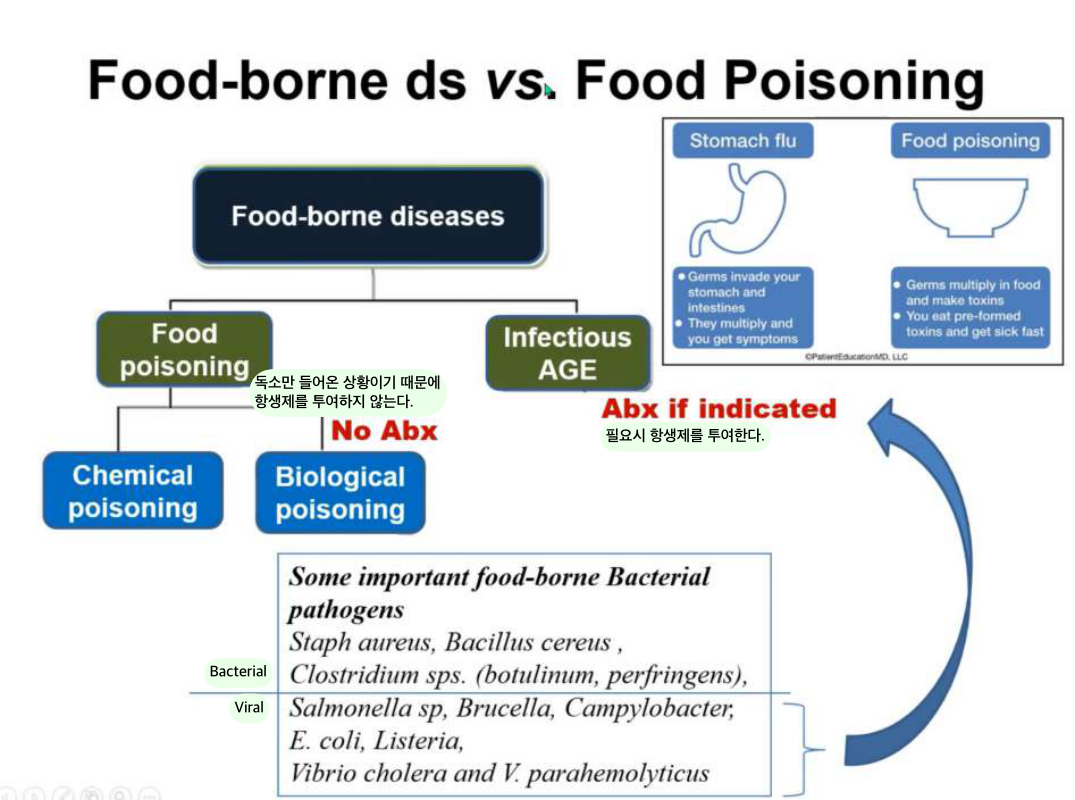 Food-borne ds vs. Food Poisoning
Stomach flu
Food poisoning
Germs invade your
stomach and
intestines
They multiply and
you get symptoms
Germs multiply in food
and make toxins
You eat pre-formed
toxins and get sick fast
©PatientEducationMD, LLC
Food-borne diseases
Food
poisoning
독소만 들어온 상황이기 때문에
항생제를 투여하지 않는다.
No Abx
Infectious
AGE
Abx if indicated
필요시 항생제를 투여한다.
Chemical
poisoning
Biological
poisoning
Some important food-borne Bacterial
pathogens
Staph aureus, Bacillus cereus ,
Clostridium sps. (botulinum, perfringens),
Bacterial
Viral
Salmonella sp, Brucella, Campylobacter,
E. coli, Listeria,
Vibrio cholera and V. parahemolyticus